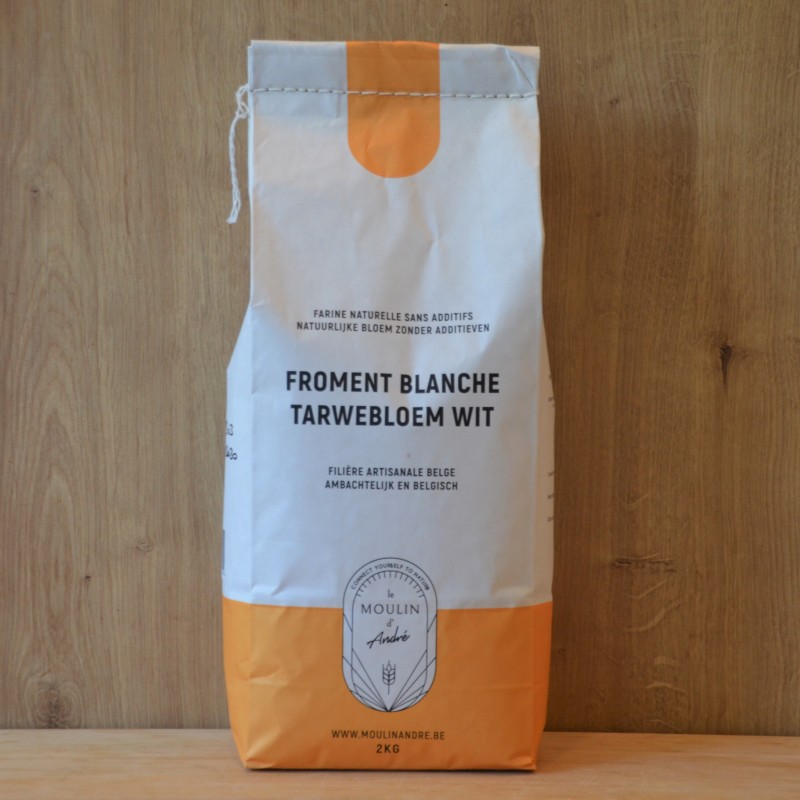 FARINE NATURELLE SANS ADDITIFS
NATUURLIJKE BLOEM ZONDER ADDITIEVEN
FROMENT BLANCHE
TARWEBLOEM WIT
FILIÈRE ARTISANALE BELGE
AMBACHTELIJK EN BELGISCH
CONNECT YOURSELF TO NATURE
le
MOULIN
d'
André
WWW.MOULINANDRE.BE
2KG